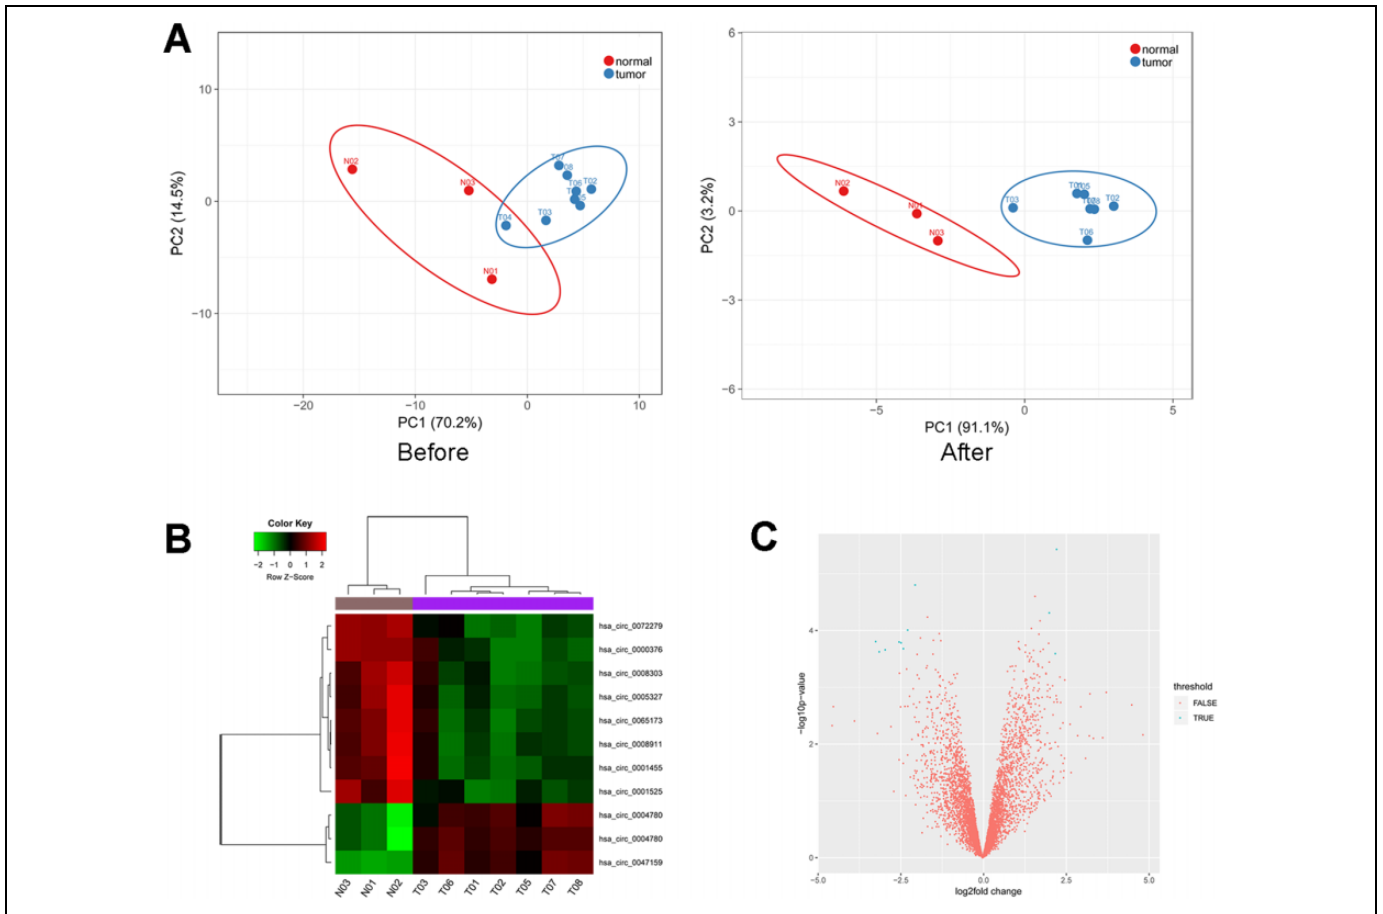 A
normal
tumor
10
0
−10
−20
−10
0
10
PC2 (14.5%)
PC1 (70.2%)
N02
N03
N01
T07
T06
T02
T03
T04
Before
normal
tumor
6
3
0
−3
−6
−5
0
5
PC2 (3.2%)
PC1 (91.1%)
N02
N01
N03
T03
T02
T06
After
B
Color Key
−2 −1 0 1 2
Row Z−Score
hsa_circ_0072279
hsa_circ_0000376
hsa_circ_0008303
hsa_circ_0005327
hsa_circ_0065173
hsa_circ_0008911
hsa_circ_0001455
hsa_circ_0001525
hsa_circ_0004780
hsa_circ_0004780
hsa_circ_0047159
N03 N01 N02 T03 T06 T01 T02 T05 T07 T08
C
−log10p−value
4
2
0
−5.0 −2.5 0.0 2.5 5.0
log2fold change
threshold
FALSE
TRUE